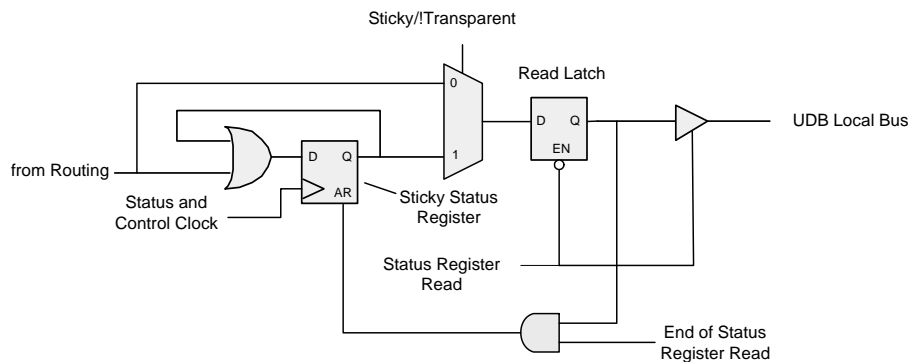 Sticky/!Transparent
Read Latch
0
D Q
EN
UDB Local Bus
from Routing
D Q
AR
1
Status and
Control Clock
Sticky Status
Register
Status Register
Read
End of Status
Register Read